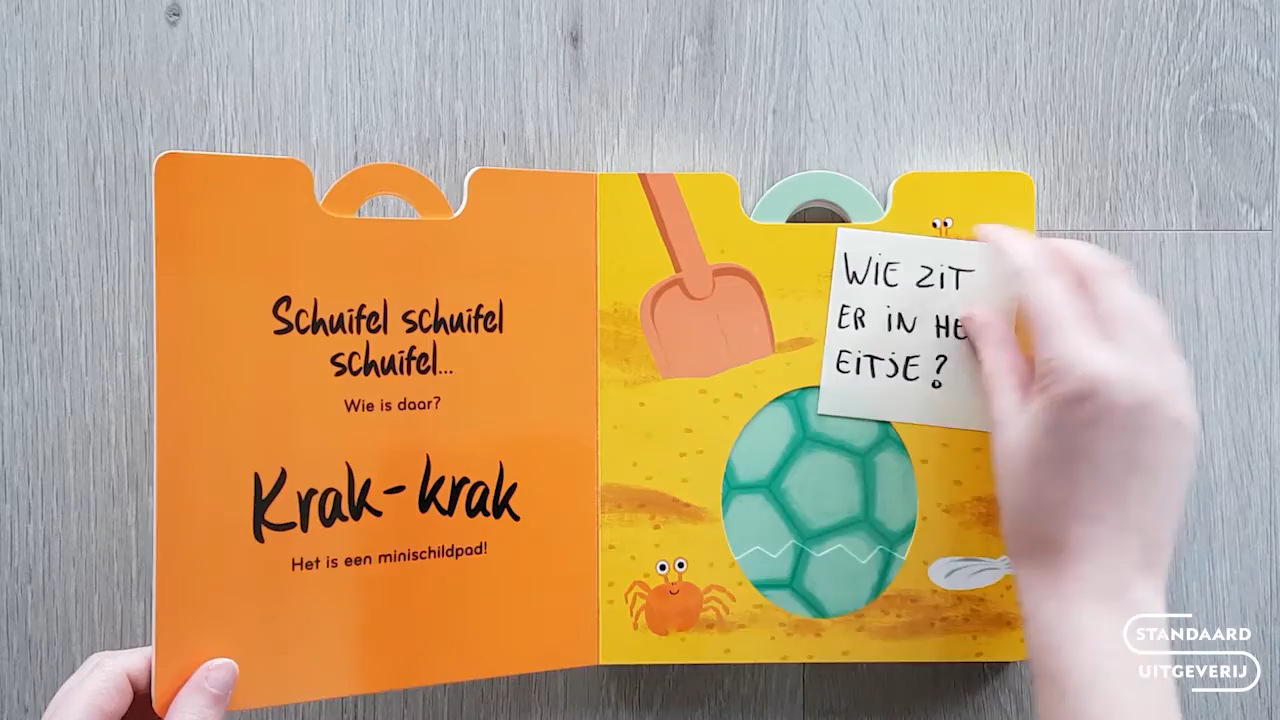 Schuifel schuifel
schuifel...
Wie is daar?
Krak-krak
Het is een minischildpad!
WIE ZIT
ER IN HE
EITJE?
STANDAARD
UITGEVERIJ